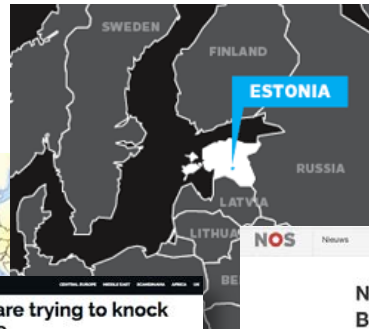 SWEDEN
FINLAND
ESTONIA
RUSSIA
LATVIA
LITHUA
NOS Nieuws
BE
CENTRAL EUROPE MIDDLE EAST SCANDINAVIA AFRICA UK
are trying to knock
N
B